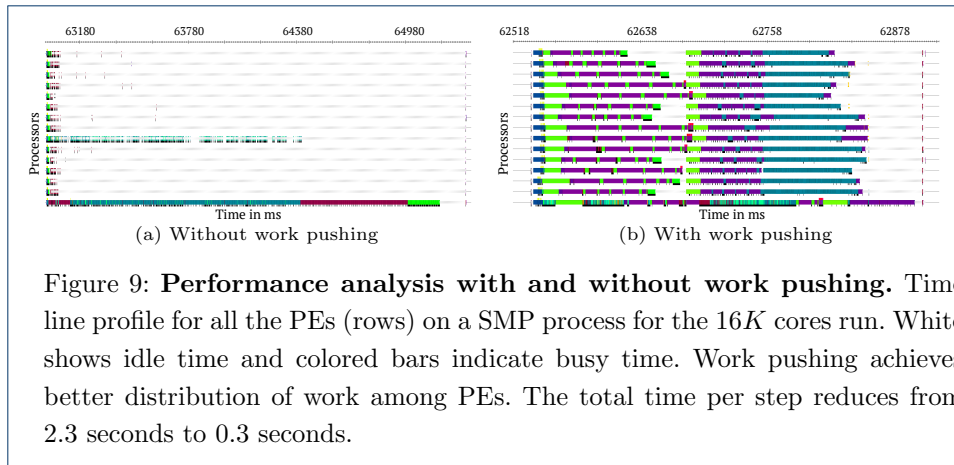 63180 63780 64380 64980
Processors
Time in ms
(a) Without work pushing
62518 62638 62758 62878
Processors
Time in ms
(b) With work pushing
Figure 9: Performance analysis with and without work pushing. Time
line profile for all the PEs (rows) on a SMP process for the 16K cores run. White
shows idle time and colored bars indicate busy time. Work pushing achieve
better distribution of work among PEs. The total time per step reduces from
2.3 seconds to 0.3 seconds.